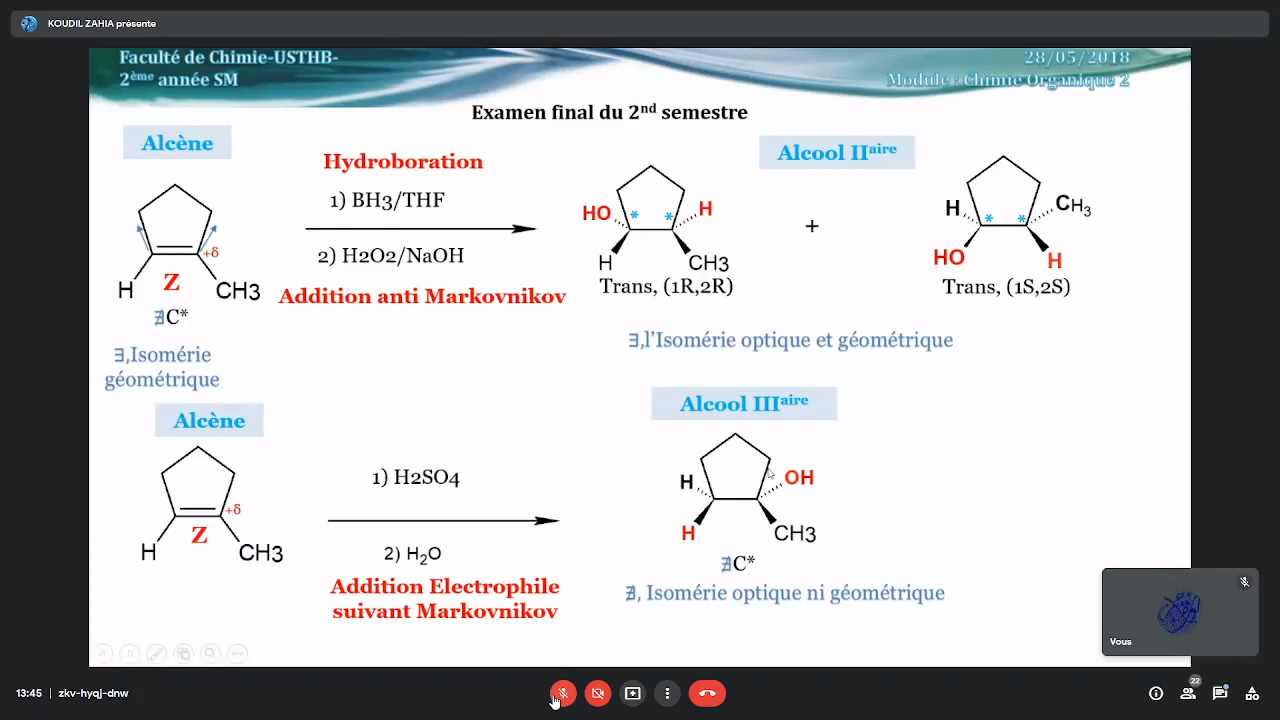 KOUDIL ZAHIA présente
Faculté de Chimie-USTHB-
2ème année SM
28/05/2018
Module : Chimie Organique 2
Examen final du 2nd semestre
Alcène
Hydroboration
1) BH3/THF
2) H2O2/NaOH
Addition anti Markovnikov
Alcool IIaire
+δ
H
Z
CH3
∄C*
∃,Isomérie
géométrique
HO
*
*
H
H
CH3
Trans, (1R,2R)
+
H
*
*
CH3
HO
H
Trans, (1S,2S)
∃,l'Isomérie optique et géométrique
Alcène
+δ
H
Z
CH3
1) H2SO4
2) H2O
Addition Electrophile
suivant Markovnikov
Alcool IIIaire
H
OH
H
CH3
∄C*
∄, Isomérie optique ni géométrique
Vous
13:45 | zkv-hyqj-dnw
22